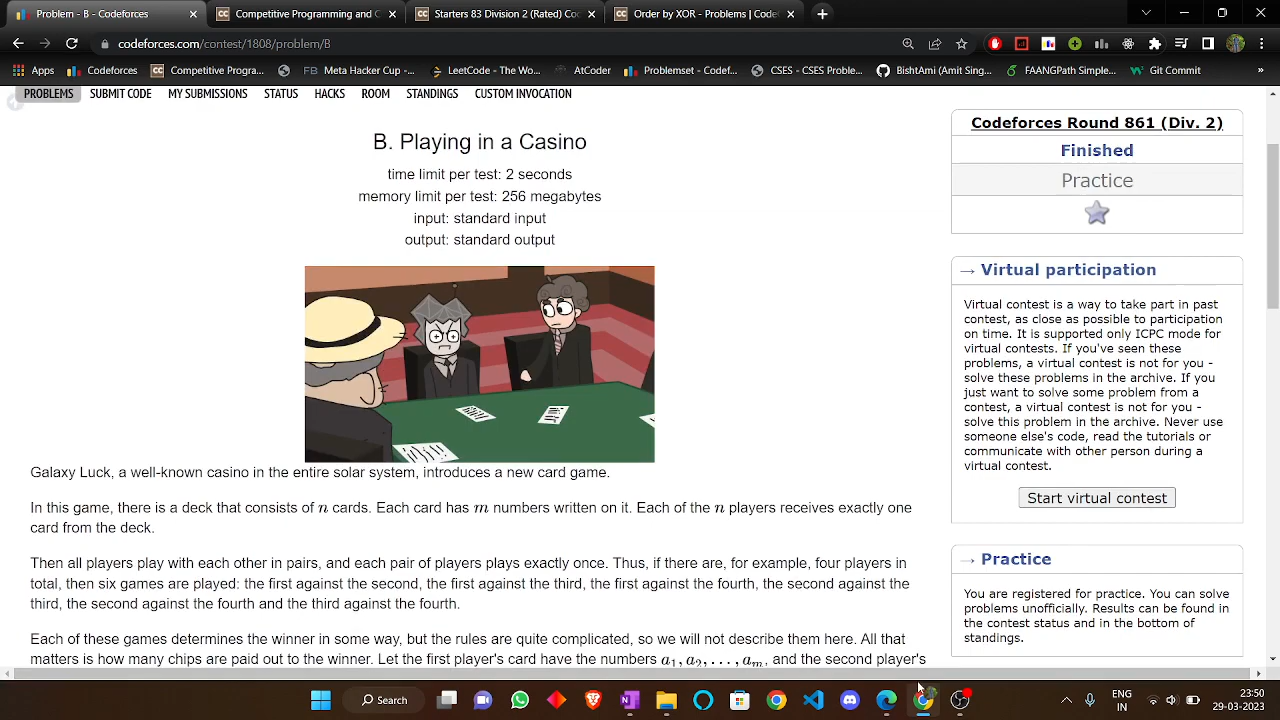 Problem - B - Codeforces
Competitive Programming and C
Starters 83 Division 2 (Rated) Co
Order by XOR - Problems | Code
codeforces.com/contest/1808/problem/B
Apps
Codeforces
Competitive Progra...
Meta Hacker Cup -...
LeetCode - The Wo...
AtCoder
Problemset - Codef...
CSES - CSES Proble...
BishtAmi (Amit Sing...
FAANGPath Simple...
Git Commit
PROBLEMS
SUBMIT CODE
MY SUBMISSIONS
STATUS
HACKS
ROOM
STANDINGS
CUSTOM INVOCATION
B. Playing in a Casino
time limit per test: 2 seconds
memory limit per test: 256 megabytes
input: standard input
output: standard output
Galaxy Luck, a well-known casino in the entire solar system, introduces a new card game.
In this game, there is a deck that consists of n cards. Each card has m numbers written on it. Each of the n players receives exactly one
card from the deck.
Then all players play with each other in pairs, and each pair of players plays exactly once. Thus, if there are, for example, four players in
total, then six games are played: the first against the second, the first against the third, the first against the fourth, the second against the
third, the second against the fourth and the third against the fourth.
Each of these games determines the winner in some way, but the rules are quite complicated, so we will not describe them here. All that
matters is how many chips are paid out to the winner. Let the first player's card have the numbers a1, a2, . . . , am, and the second player's
Codeforces Round 861 (Div. 2)
Finished
Practice
→ Virtual participation
Virtual contest is a way to take part in past
contest, as close as possible to participation
on time. It is supported only ICPC mode for
virtual contests. If you've seen these
problems, a virtual contest is not for you -
solve these problems in the archive. If you
just want to solve some problem from a
contest, a virtual contest is not for you -
solve this problem in the archive. Never use
someone else's code, read the tutorials or
communicate with other person during a
virtual contest.
Start virtual contest
→ Practice
You are registered for practice. You can solve
problems unofficially. Results can be found in
the contest status and in the bottom of
standings.
Search
ENG
IN
23:50
29-03-2023